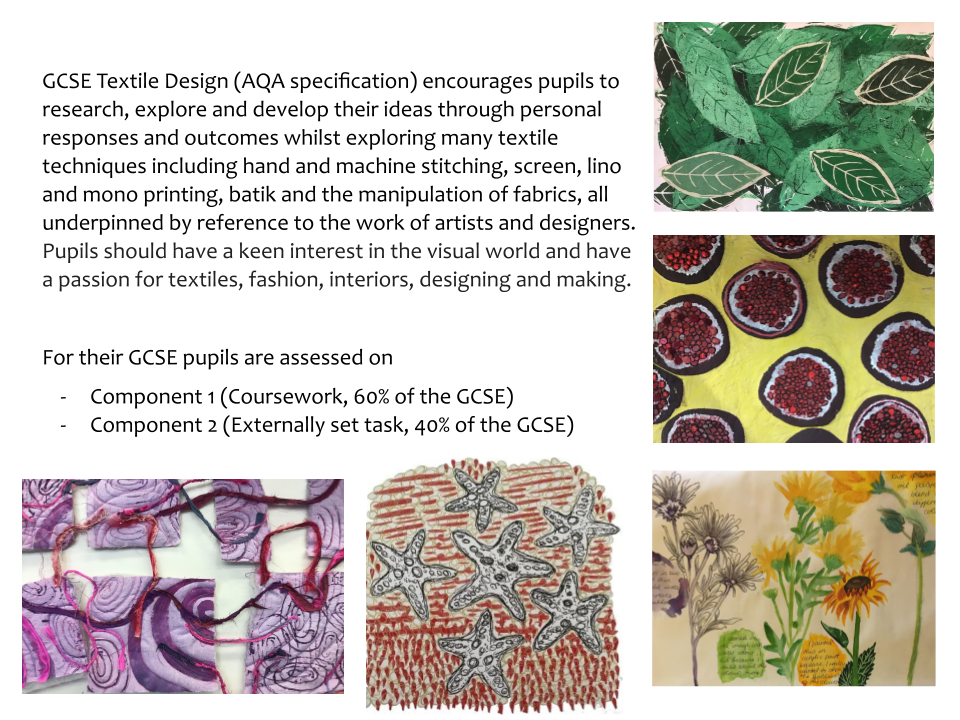 GCSE Textile Design (AQA specification) encourages pupils to
research, explore and develop their ideas through personal
responses and outcomes whilst exploring many textile
techniques including hand and machine stitching, screen, lino
and mono printing, batik and the manipulation of fabrics, all
underpinned by reference to the work of artists and designers.
Pupils should have a keen interest in the visual world and have
a passion for textiles, fashion, interiors, designing and making.
For their GCSE pupils are assessed on
- Component 1 (Coursework, 60% of the GCSE)
- Component 2 (Externally set task, 40% of the GCSE)